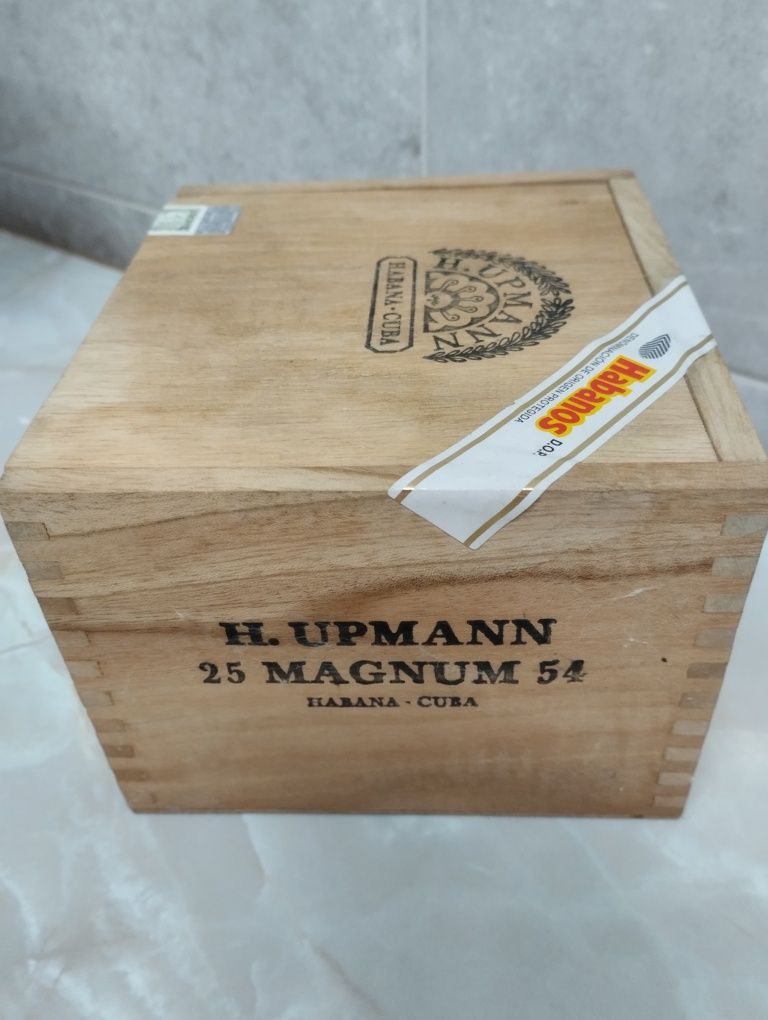 H. UPMANN
HABANA · CUBA
DENOMINACIÓN DE ORIGEN PROTEGIDA
Habanos
D.O.P.
H. UPMANN
25 MAGNUM 54
HABANA · CUBA